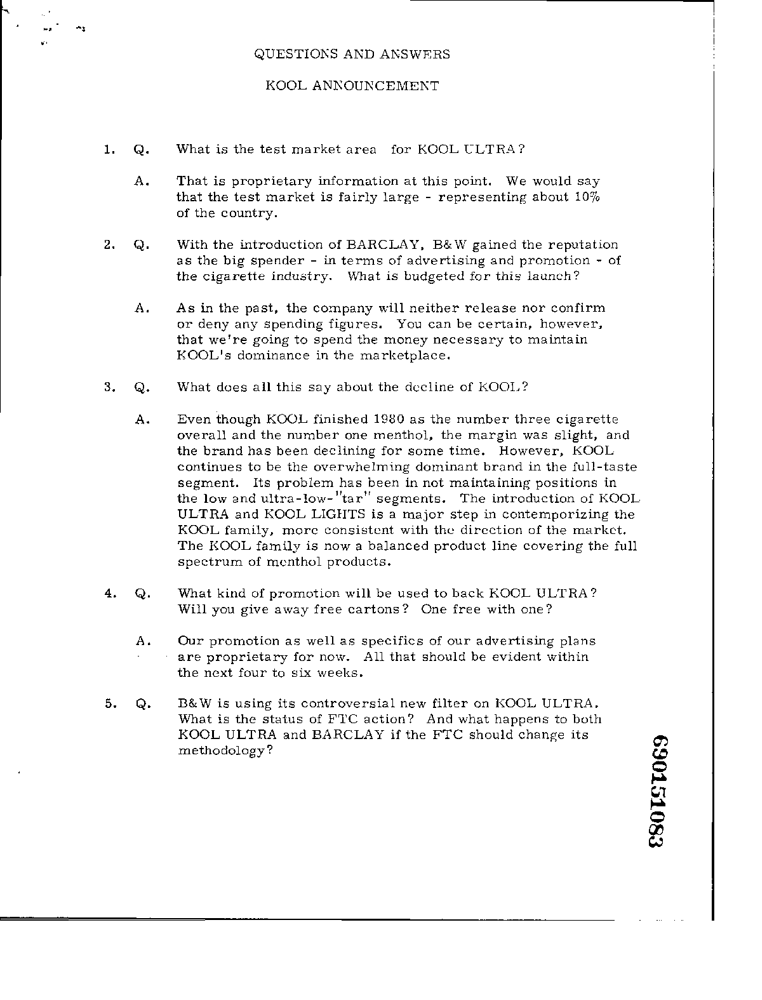 QUESTIONS AND ANSWERS
KOOL ANNOUNCEMENT
1. Q. What is the test market area for KOOL ULTRA?
A. That is proprietary information at this point. We would say
that the test market is fairly large - representing about 10%
of the country.
2. Q. With the introduction of BARCLAY, B&W gained the reputation
as the big spender - in terms of advertising and promotion - of
the cigarette industry. What is budgeted for this launch?
A. As in the past, the company will neither release nor confirm
or deny any spending figures. You can be certain, however,
that we're going to spend the money necessary to maintain
KOOL's dominance in the marketplace.
3. Q. What does all this say about the decline of KOOL?
A. Even though KOOL finished 1980 as the number three cigarette
overall and the number one menthol, the margin was slight, and
the brand has been declining for some time. However, KOOL
continues to be the overwhelming dominant brand in the full-taste
segment. Its problem has been in not maintaining positions in
the low and ultra-low-"tar" segments. The introduction of KOOL
ULTRA and KOOL LIGHTS is a major step in contemporizing the
KOOL family, more consistent with the direction of the market.
The KOOL family is now a balanced product line covering the full
spectrum of menthol products.
4. Q. What kind of promotion will be used to back KOOL ULTRA?
Will you give away free cartons? One free with one?
A. Our promotion as well as specifics of our advertising plans
are proprietary for now. All that should be evident within
the next four to six weeks.
5. Q. B&W is using its controversial new filter on KOOL ULTRA.
What is the status of FTC action? And what happens to both
KOOL ULTRA and BARCLAY if the FTC should change its
methodology?
690151083